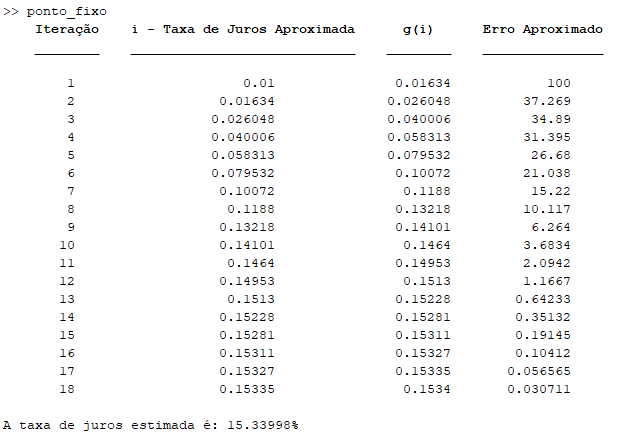 >> ponto_fixo
Iteração i - Taxa de Juros Aproximada g(i) Erro Aproximado
1 0.01 0.01634 100
2 0.01634 0.026048 37.269
3 0.026048 0.040006 34.89
4 0.040006 0.058313 31.395
5 0.058313 0.079532 26.68
6 0.079532 0.10072 21.038
7 0.10072 0.1188 15.22
8 0.1188 0.13218 10.117
9 0.13218 0.14101 6.264
10 0.14101 0.1464 3.6834
11 0.1464 0.14953 2.0942
12 0.14953 0.1513 1.1667
13 0.1513 0.15228 0.64233
14 0.15228 0.15281 0.35132
15 0.15281 0.15311 0.19145
16 0.15311 0.15327 0.10412
17 0.15327 0.15335 0.056565
18 0.15335 0.1534 0.030711
A taxa de juros estimada é: 15.33998%